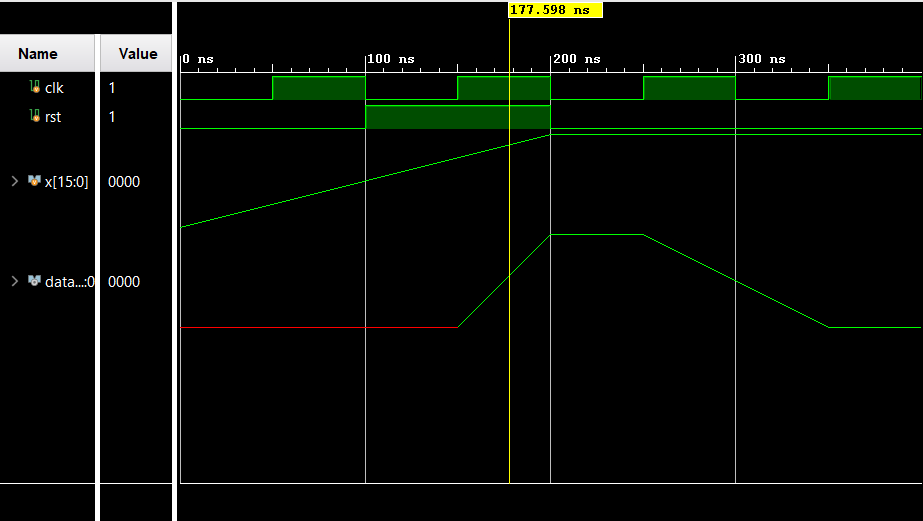 177.598 ns
Name Value
0 ns 100 ns 200 ns 300 ns
clk 1
rst 1
x[15:0] 0000
data...:0 0000